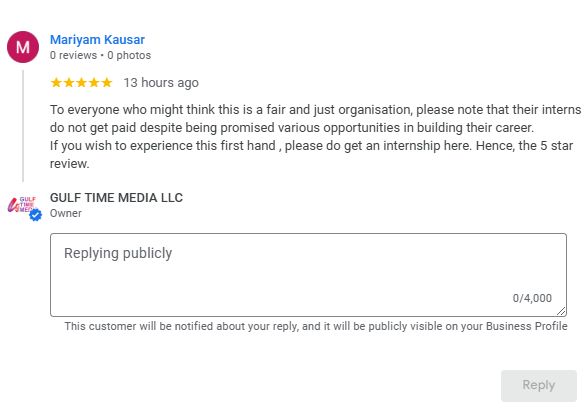 M
Mariyam Kausar
0 reviews • 0 photos
★★★★★ 13 hours ago
To everyone who might think this is a fair and just organisation, please note that their interns
do not get paid despite being promised various opportunities in building their career.
If you wish to experience this first hand , please do get an internship here. Hence, the 5 star
review.
GULF
TIME
GULF TIME MEDIA LLC
Owner
Replying publicly
0/4,000
This customer will be notified about your reply, and it will be publicly visible on your Business Profile
Reply